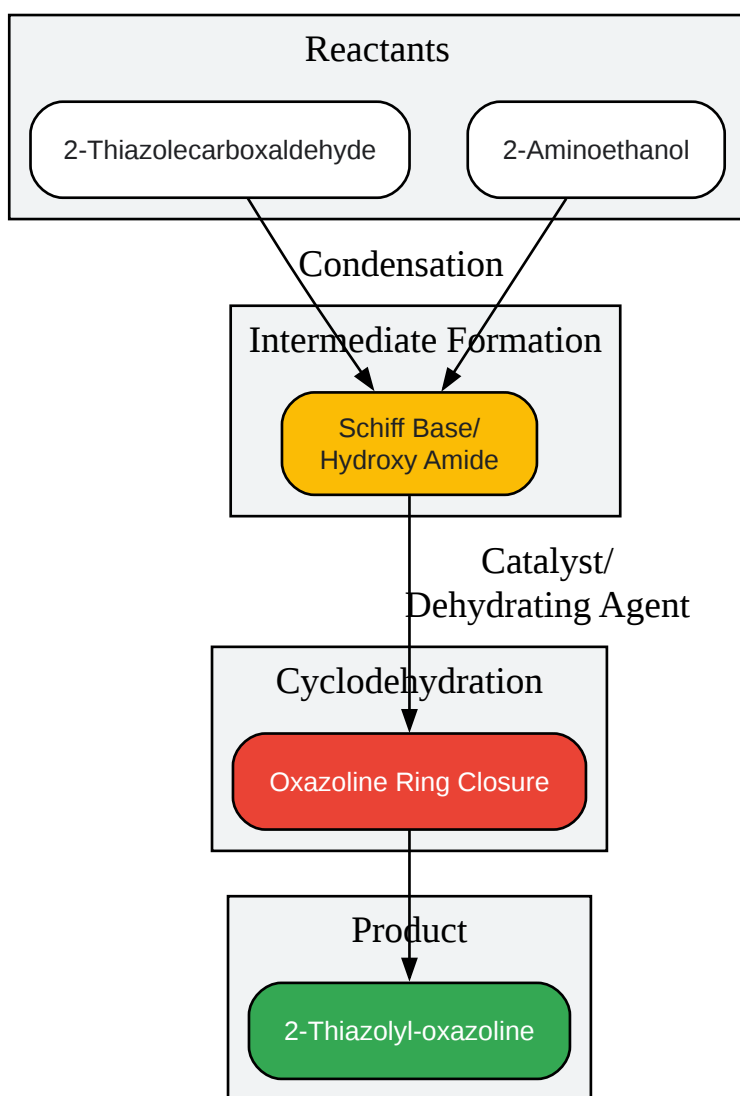 Reactants
2-Thiazolecarboxaldehyde
2-Aminoethanol
Condensation
Intermediate Formation
Schiff Base/
Hydroxy Amide
Catalyst/
Dehydrating Agent
Cyclodehydration
Oxazoline Ring Closure
Product
2-Thiazolyl-oxazoline